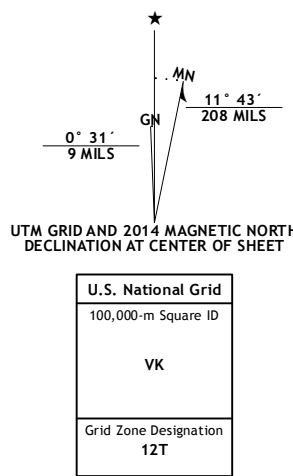 MN
GN
11° 43´
208 MILS
0° 31´
9 MILS
UTM GRID AND 2014 MAGNETIC NORTH
DECLINATION AT CENTER OF SHEET
U.S. National Grid
100,000-m Square ID
VK
Grid Zone Designation
12T